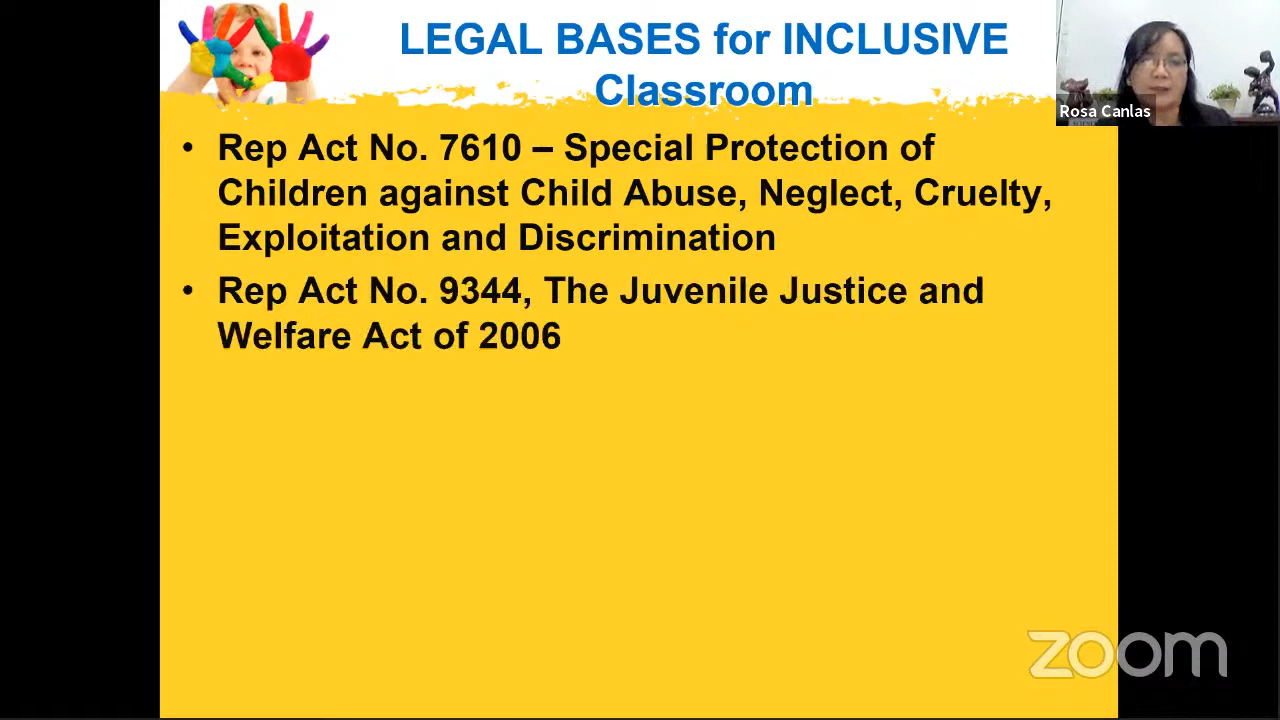 LEGAL BASES for INCLUSIVE
Classroom
Rosa Canlas
• Rep Act No. 7610 – Special Protection of
Children against Child Abuse, Neglect, Cruelty,
Exploitation and Discrimination
• Rep Act No. 9344, The Juvenile Justice and
Welfare Act of 2006
zoom